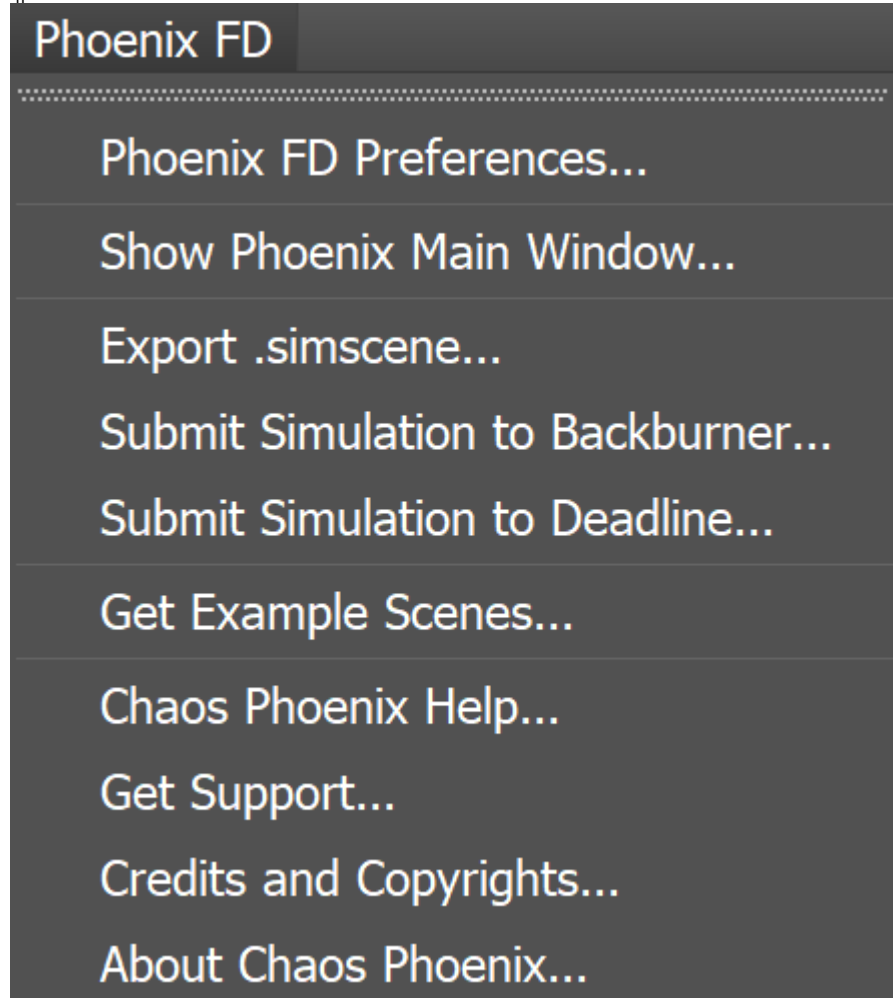 Phoenix FD
Phoenix FD Preferences...
Show Phoenix Main Window...
Export .simscene...
Submit Simulation to Backburner...
Submit Simulation to Deadline...
Get Example Scenes...
Chaos Phoenix Help...
Get Support...
Credits and Copyrights...
About Chaos Phoenix...